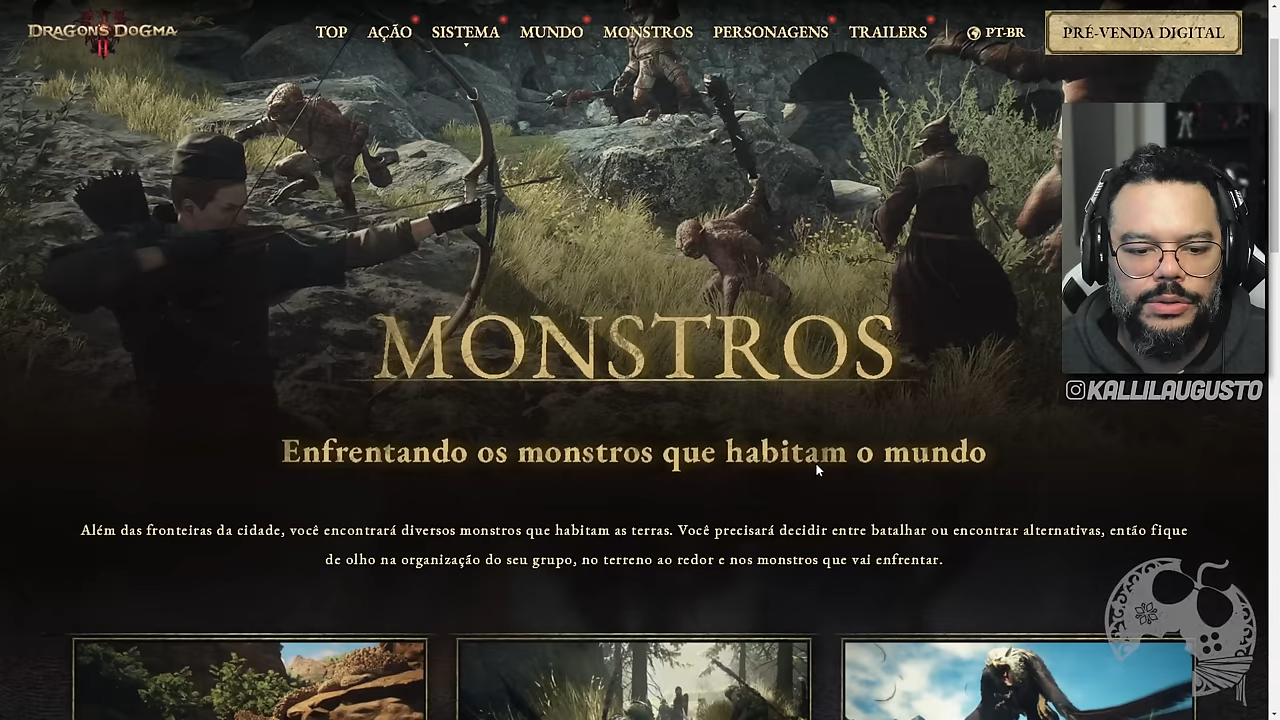 DRAGON'S DOGMA
II
TOP AÇÃO SISTEMA MUNDO MONSTROS PERSONAGENS TRAILERS PT-BR PRÉ-VENDA DIGITAL
KALLILAUGUSTO
MONSTROS
Enfrentando os monstros que habitam o mundo
Além das fronteiras da cidade, você encontrará diversos monstros que habitam as terras. Você precisará decidir entre batalhar ou encontrar alternativas, então fique
de olho na organização do seu grupo, no terreno ao redor e nos monstros que vai enfrentar.